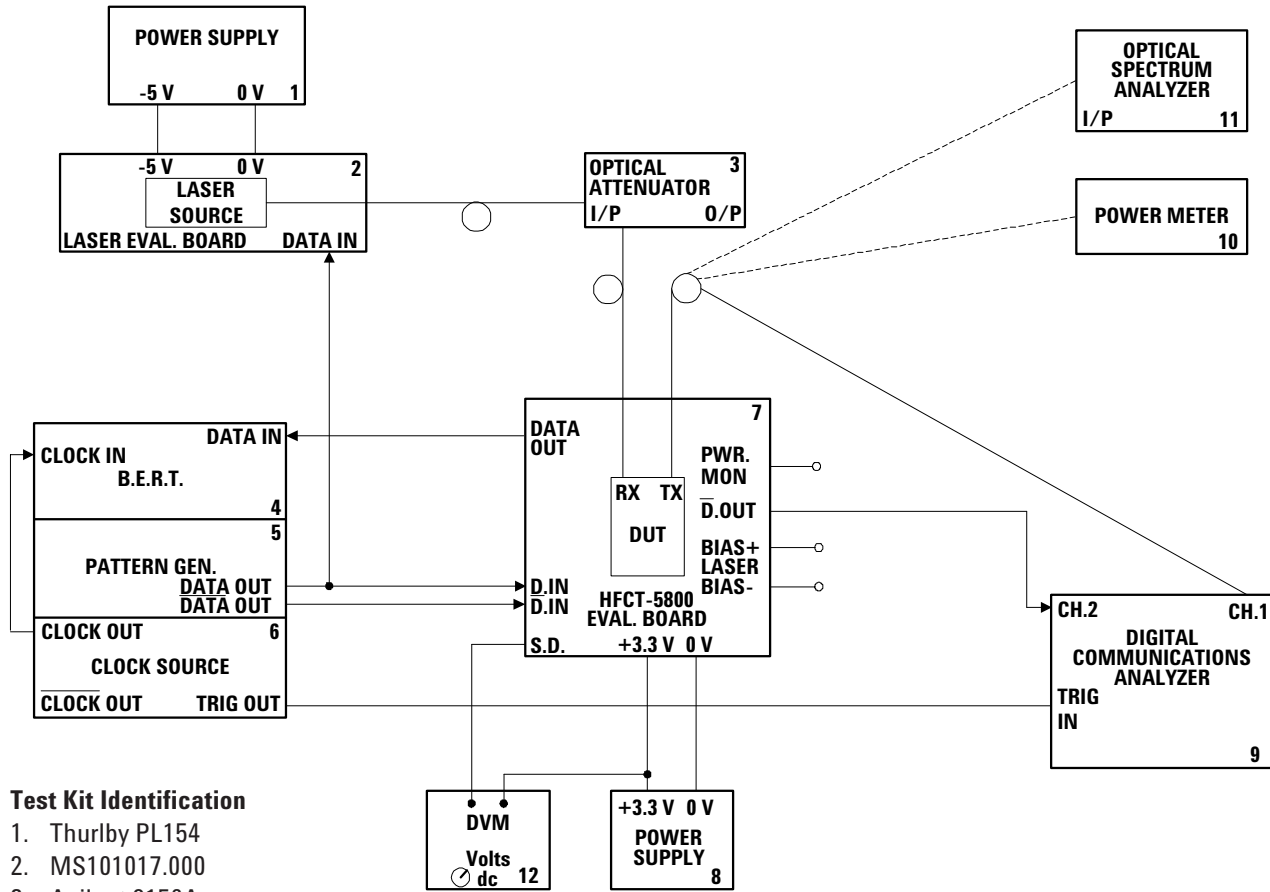 POWER SUPPLY
-5 V 0 V 1
-5 V 0 V 2
LASER
SOURCE
LASER EVAL. BOARD DATA IN
OPTICAL 3
ATTENUATOR
I/P O/P
OPTICAL
SPECTRUM
ANALYZER
I/P 11
POWER METER
10
DATA IN
CLOCK IN
B.E.R.T.
4
5
PATTERN GEN.
DATA OUT
D̅A̅T̅A̅ OUT
CLOCK OUT 6
CLOCK SOURCE
C̅L̅O̅C̅K̅ OUT TRIG OUT
7
DATA
OUT
PWR.
MON
RX TX
DUT
D̅.OUT
BIAS+
LASER
BIAS-
D.IN
D̅.IN
HFCT-5800
EVAL. BOARD
S.D. +3.3 V 0 V
CH.2 CH.1
DIGITAL
COMMUNICATIONS
ANALYZER
TRIG
IN
9
DVM
Volts
dc 12
+3.3 V 0 V
POWER
SUPPLY
8
Test Kit Identification
1. Thurlby PL154
2. MS101017.000